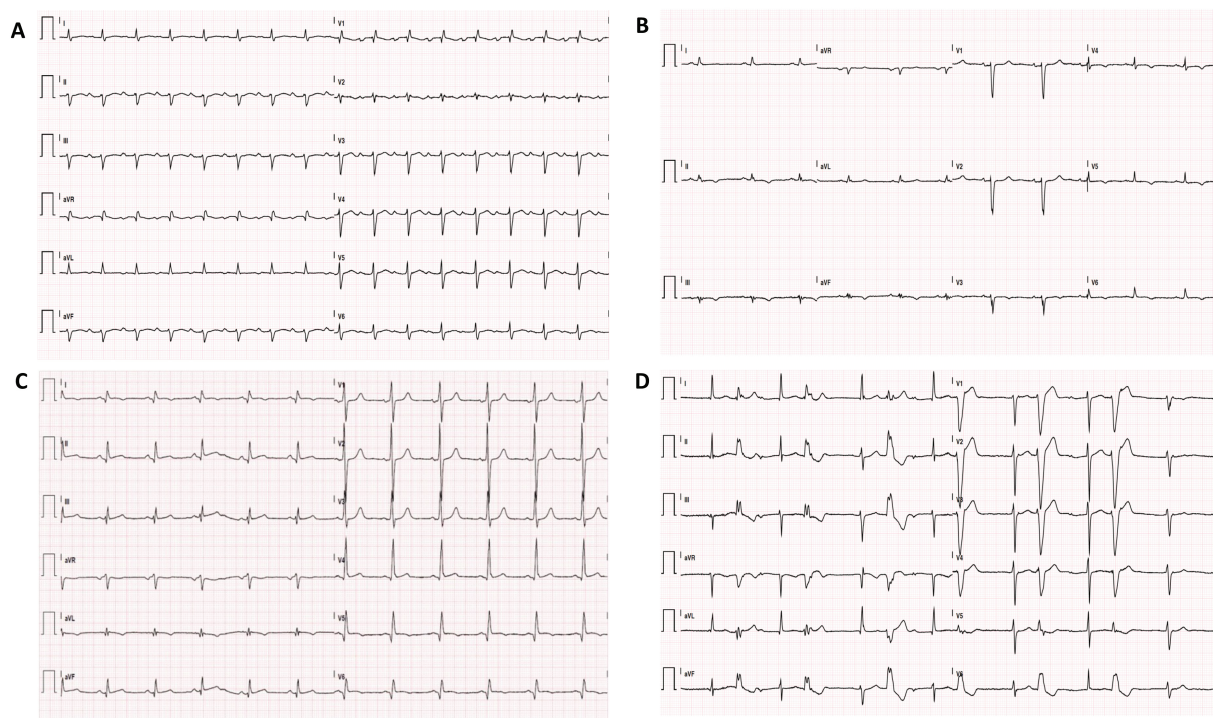 A
I V1
II V2
III V3
aVR V4
aVL V5
aVF V6
B
I aVR V1 V4
II aVL V2 V5
III aVF V3 V6
C
I V1
II V2
III V3
aVR V4
aVL V5
aVF V6
D
I V1
II V2
III V3
aVR V4
aVL V5
aVF V6